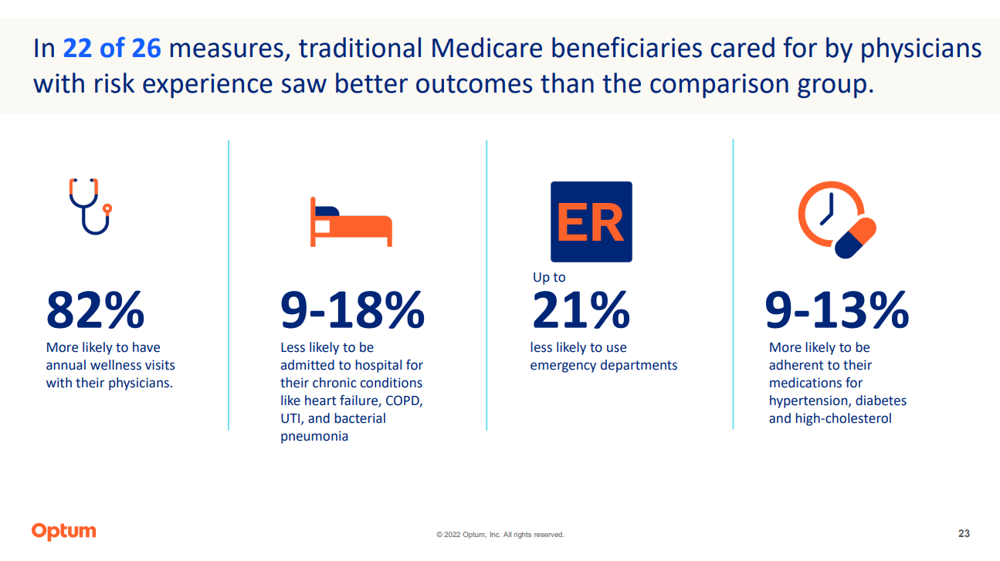 In 22 of 26 measures, traditional Medicare beneficiaries cared for by physicians
with risk experience saw better outcomes than the comparison group.
82%
More likely to have
annual wellness visits
with their physicians.
9-18%
Less likely to be
admitted to hospital for
their chronic conditions
like heart failure, COPD,
UTI, and bacterial
pneumonia
ER
Up to
21%
less likely to use
emergency departments
9-13%
More likely to be
adherent to their
medications for
hypertension, diabetes
and high-cholesterol
Optum
© 2022 Optum, Inc. All rights reserved.
23